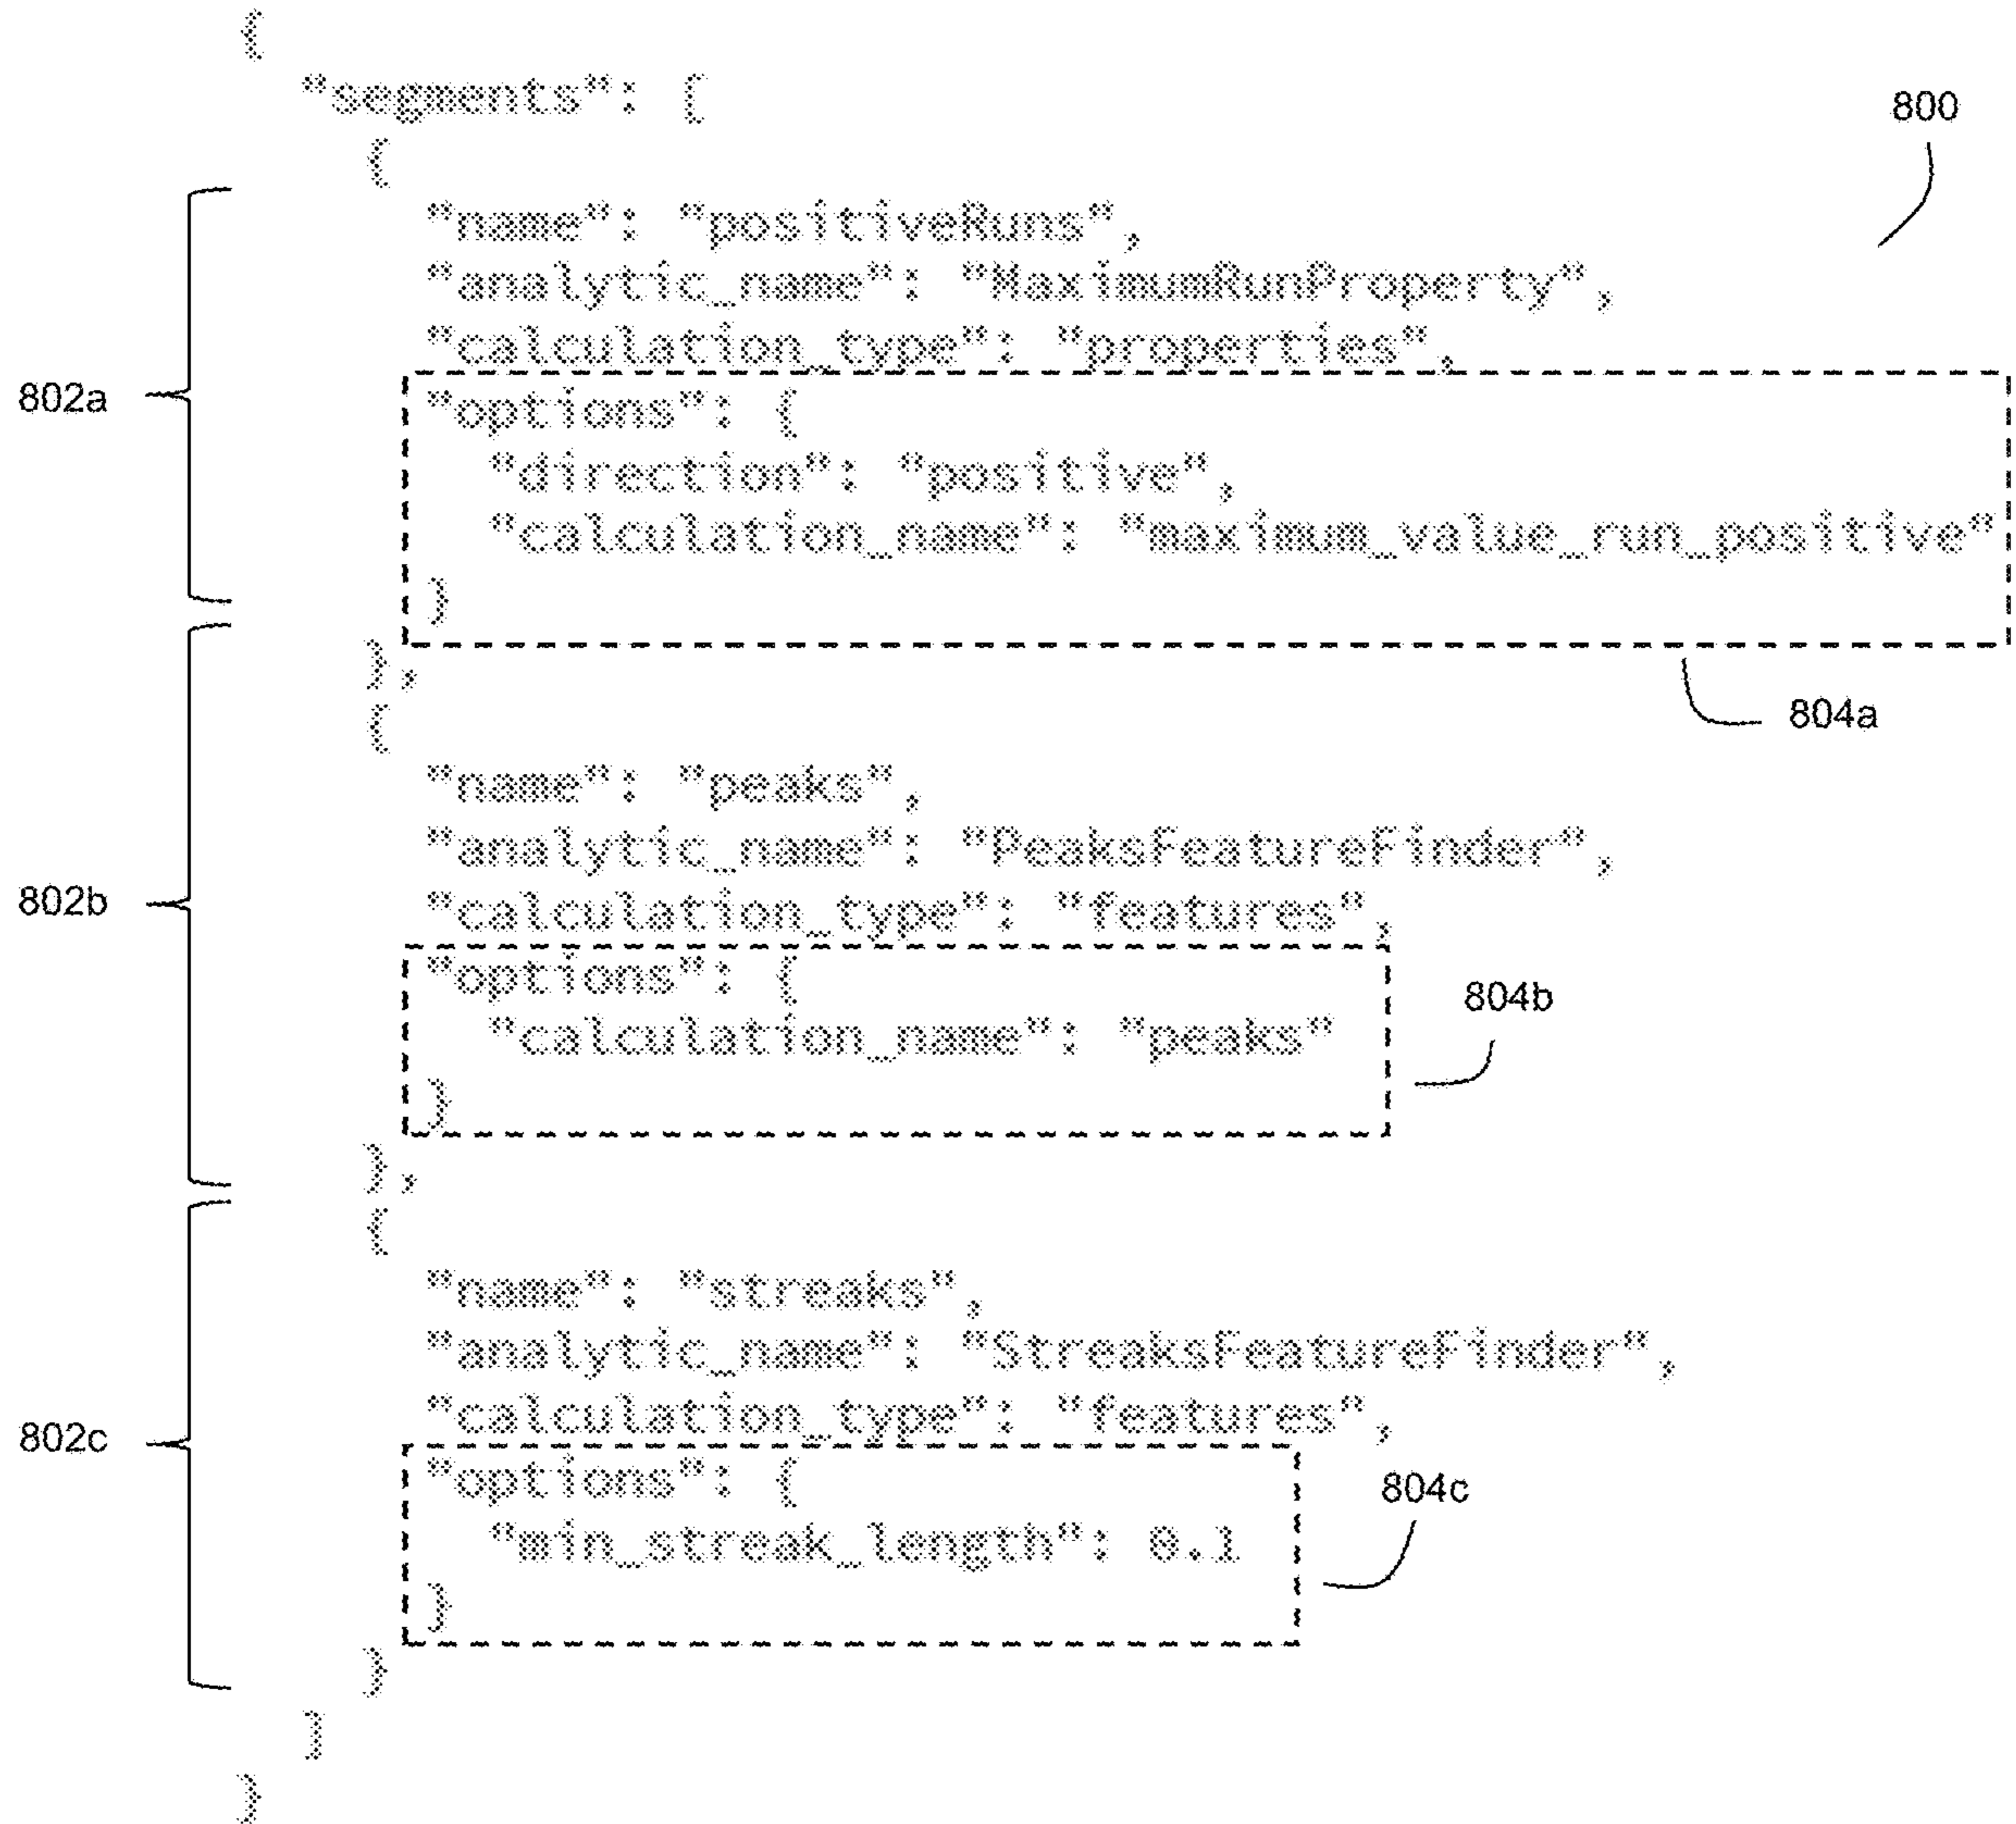 {
"segments": [
800
{
"name": "positiveRuns",
"analytic_name": "MaximumRunProperty",
"calculation_type": "properties",
802a
"options": {
"direction": "positive",
"calculation_name": "maximum_value_run_positive"
}
},
804a
{
"name": "peaks",
"analytic_name": "PeaksFeatureFinder",
802b
"calculation_type": "features",
"options": {
804b
"calculation_name": "peaks"
}
},
{
"name": "streaks",
"analytic_name": "StreaksFeatureFinder",
"calculation_type": "features",
802c
"options": {
804c
"min_streak_length": 0.1
}
}
]
}